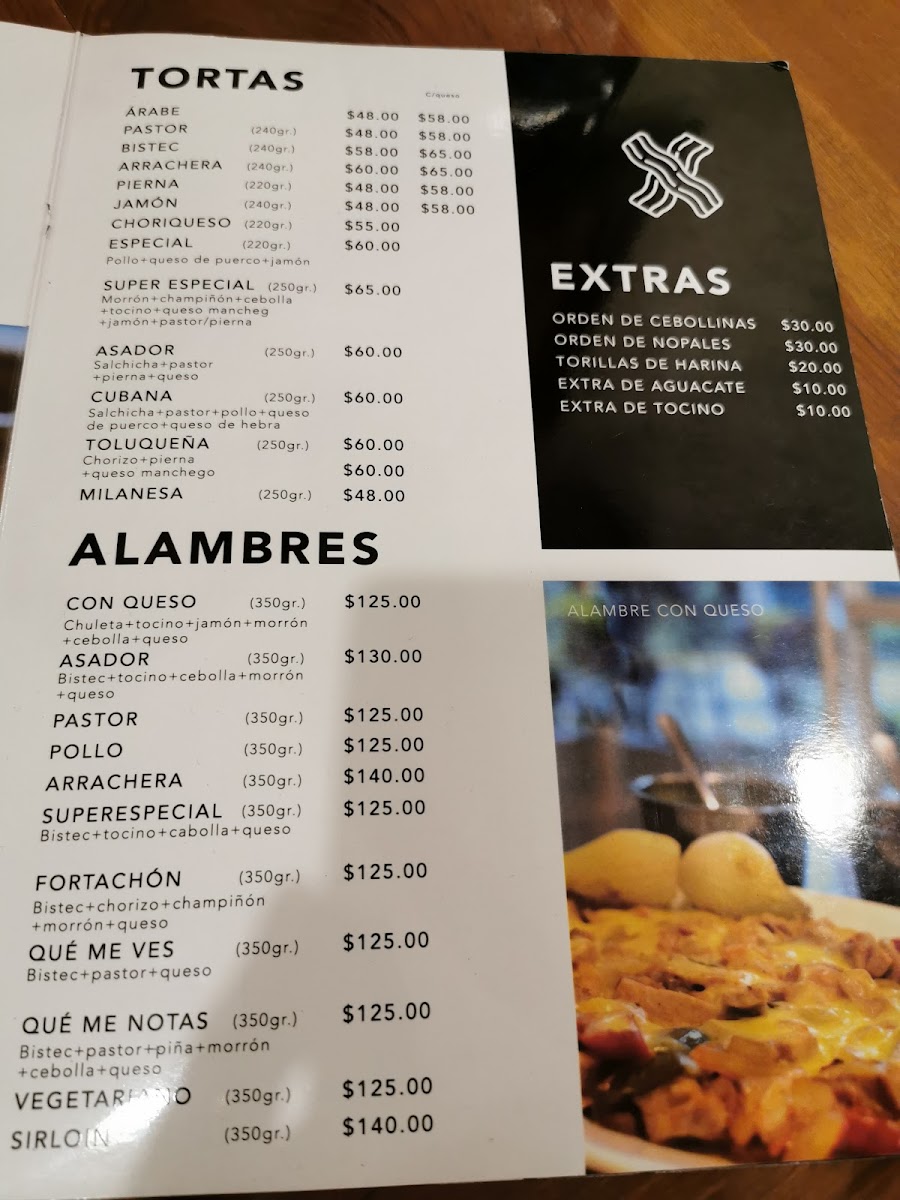 TORTAS
C/queso
ÁRABE $48.00 $58.00
PASTOR (240gr.) $48.00 $58.00
BISTEC (240gr.) $58.00 $65.00
ARRACHERA (240gr.) $60.00 $65.00
PIERNA (220gr.) $48.00 $58.00
JAMÓN (240gr.) $48.00 $58.00
CHORIQUESO (220gr.) $55.00
ESPECIAL (220gr.) $60.00
Pollo+queso de puerco+jamón
SUPER ESPECIAL (250gr.) $65.00
Morrón+champiñón+cebolla
+tocino+queso mancheg
+jamón+pastor/pierna
ASADOR (250gr.) $60.00
Salchicha+pastor
+pierna+queso
CUBANA (250gr.) $60.00
Salchicha+pastor+pollo+queso
de puerco+queso de hebra
TOLUQUEÑA (250gr.) $60.00
Chorizo+pierna
+queso manchego $60.00
MILANESA (250gr.) $48.00
ALAMBRES
CON QUESO (350gr.) $125.00
Chuleta+tocino+jamón+morrón
+cebolla+queso
ASADOR (350gr.) $130.00
Bistec+tocino+cebolla+morrón
+queso
PASTOR (350gr.) $125.00
POLLO (350gr.) $125.00
ARRACHERA (350gr.) $140.00
SUPERESPECIAL (350gr.) $125.00
Bistec+tocino+cabolla+queso
FORTACHÓN (350gr.) $125.00
Bistec+chorizo+champiñón
+morrón+queso
QUÉ ME VES (350gr.) $125.00
Bistec+pastor+queso
QUÉ ME NOTAS (350gr.) $125.00
Bistec+pastor+piña+morrón
+cebolla+queso
VEGETARIANO (350gr.) $125.00
SIRLOIN (350gr.) $140.00
EXTRAS
ORDEN DE CEBOLLINAS $30.00
ORDEN DE NOPALES $30.00
TORILLAS DE HARINA $20.00
EXTRA DE AGUACATE $10.00
EXTRA DE TOCINO $10.00
ALAMBRE CON QUESO